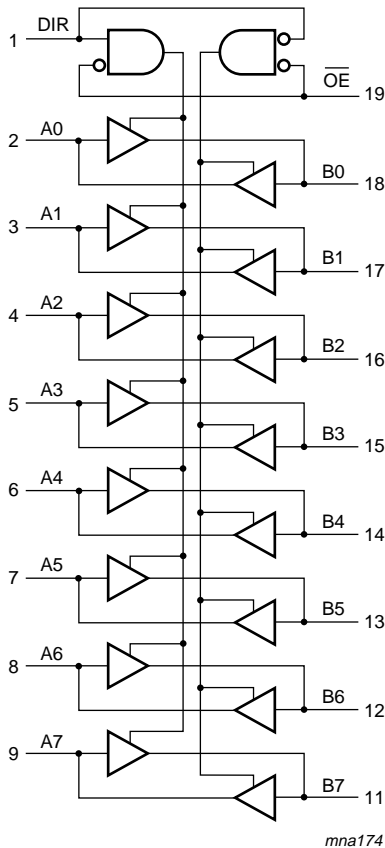 1 DIR
OE 19
2 A0
B0 18
3 A1
B1 17
4 A2
B2 16
5 A3
B3 15
6 A4
B4 14
7 A5
B5 13
8 A6
B6 12
9 A7
B7 11
mna174